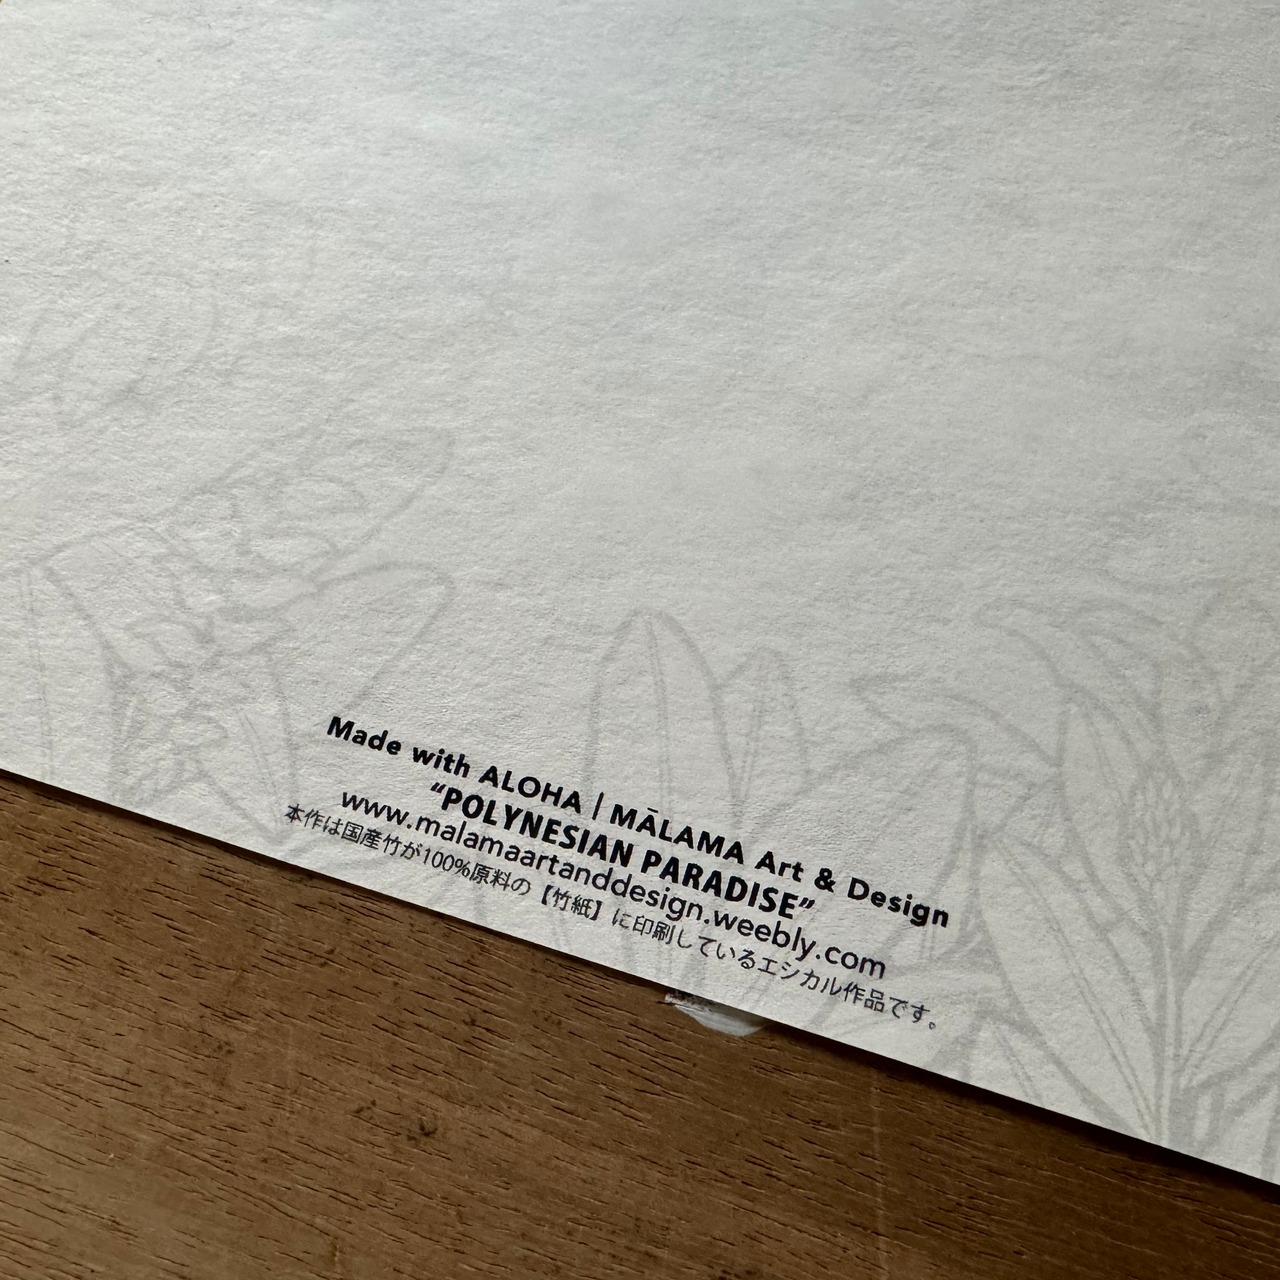 Made with ALOHA | MĀLAMA Art & Design
“POLYNESIAN PARADISE”
www.malamaartanddesign.weebly.com
本作は国産竹が100%原料の【竹紙】に印刷しているエシカル作品です。